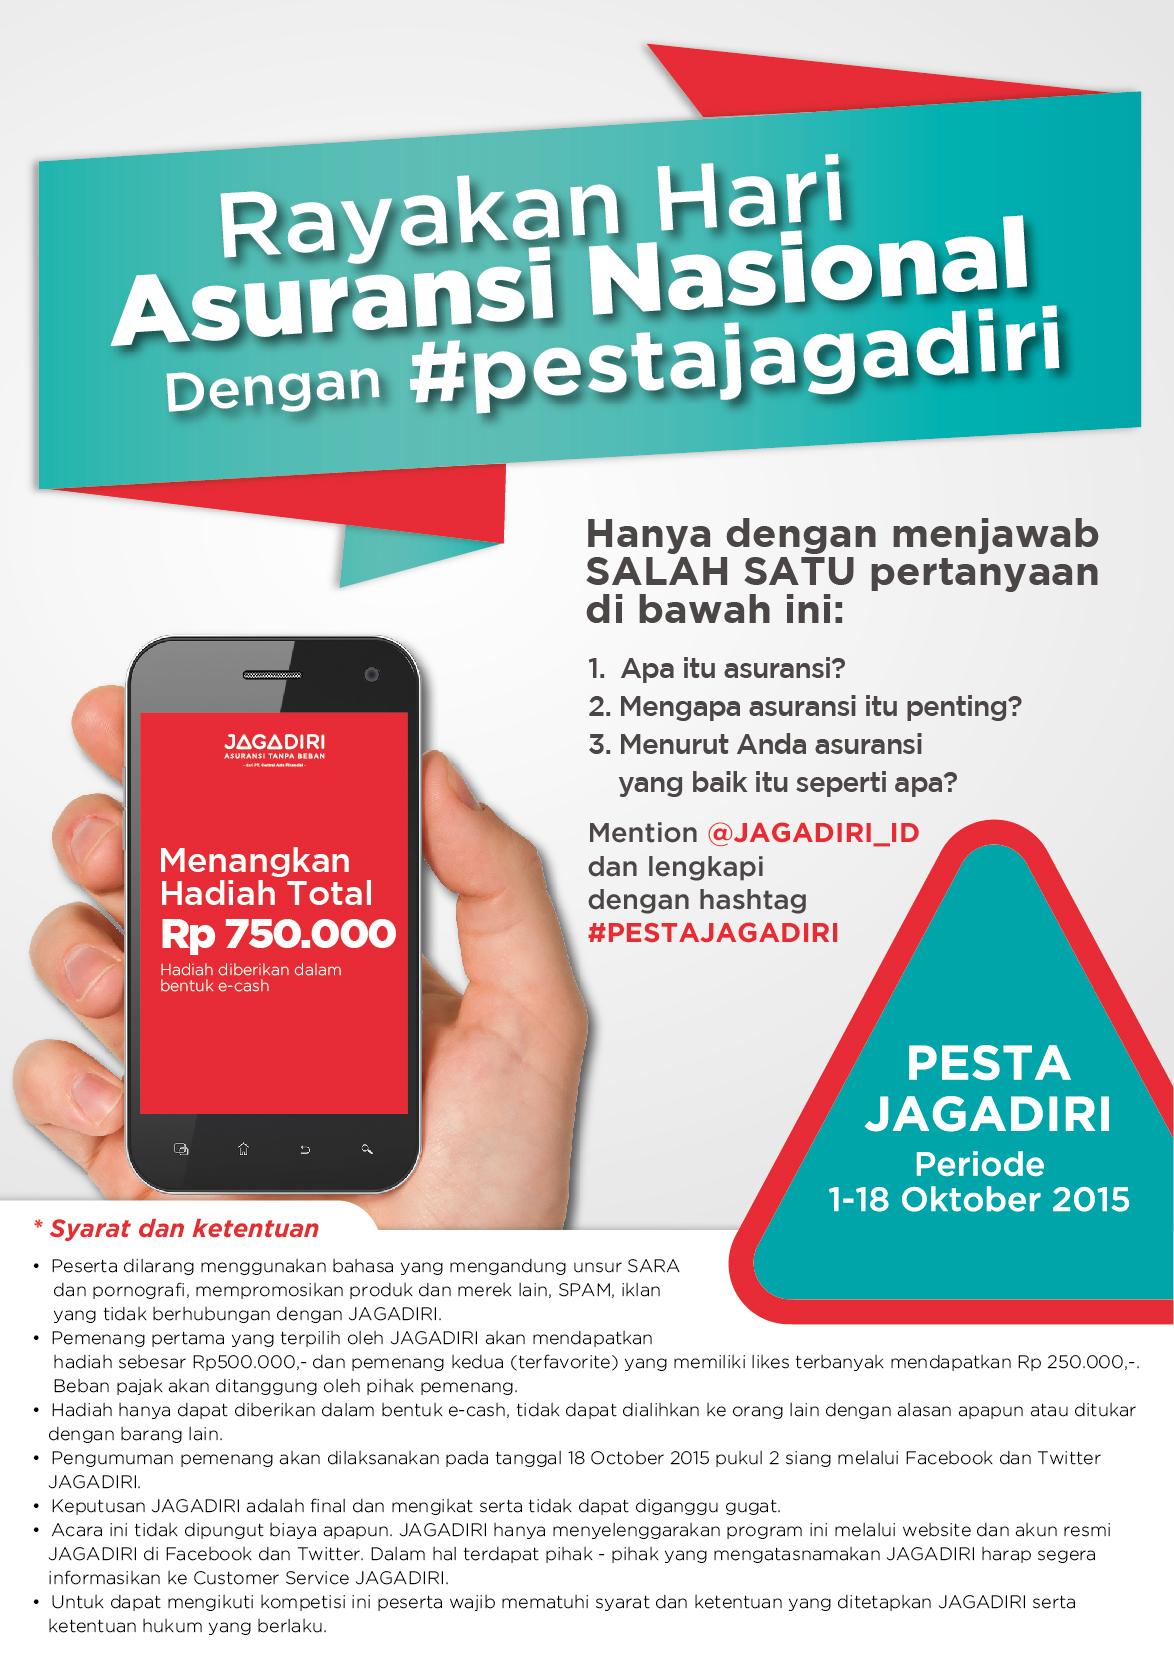 Rayakan Hari
Asuransi Nasional
Dengan #pestajagadiri
Hanya dengan menjawab
SALAH SATU pertanyaan
di bawah ini:
1. Apa itu asuransi?
2. Mengapa asuransi itu penting?
3. Menurut Anda asuransi
yang baik itu seperti apa?
Mention @JAGADIRI_ID
dan lengkapi
dengan hashtag
#PESTAJAGADIRI
JAGADIRI
ASURANSI TANPA BEBAN
- dari PT. Central Asia Financial -
Menangkan
Hadiah Total
Rp 750.000
Hadiah diberikan dalam
bentuk e-cash
PESTA
JAGADIRI
Periode
1-18 Oktober 2015
* Syarat dan ketentuan
• Peserta dilarang menggunakan bahasa yang mengandung unsur SARA
dan pornografi, mempromosikan produk dan merek lain, SPAM, iklan
yang tidak berhubungan dengan JAGADIRI.
• Pemenang pertama yang terpilih oleh JAGADIRI akan mendapatkan
hadiah sebesar Rp500.000,- dan pemenang kedua (terfavorite) yang memiliki likes terbanyak mendapatkan Rp 250.000,-.
Beban pajak akan ditanggung oleh pihak pemenang.
• Hadiah hanya dapat diberikan dalam bentuk e-cash, tidak dapat dialihkan ke orang lain dengan alasan apapun atau ditukar
dengan barang lain.
• Pengumuman pemenang akan dilaksanakan pada tanggal 18 October 2015 pukul 2 siang melalui Facebook dan Twitter
JAGADIRI.
• Keputusan JAGADIRI adalah final dan mengikat serta tidak dapat diganggu gugat.
• Acara ini tidak dipungut biaya apapun. JAGADIRI hanya menyelenggarakan program ini melalui website dan akun resmi
JAGADIRI di Facebook dan Twitter. Dalam hal terdapat pihak - pihak yang mengatasnamakan JAGADIRI harap segera
informasikan ke Customer Service JAGADIRI.
• Untuk dapat mengikuti kompetisi ini peserta wajib mematuhi syarat dan ketentuan yang ditetapkan JAGADIRI serta
ketentuan hukum yang berlaku.